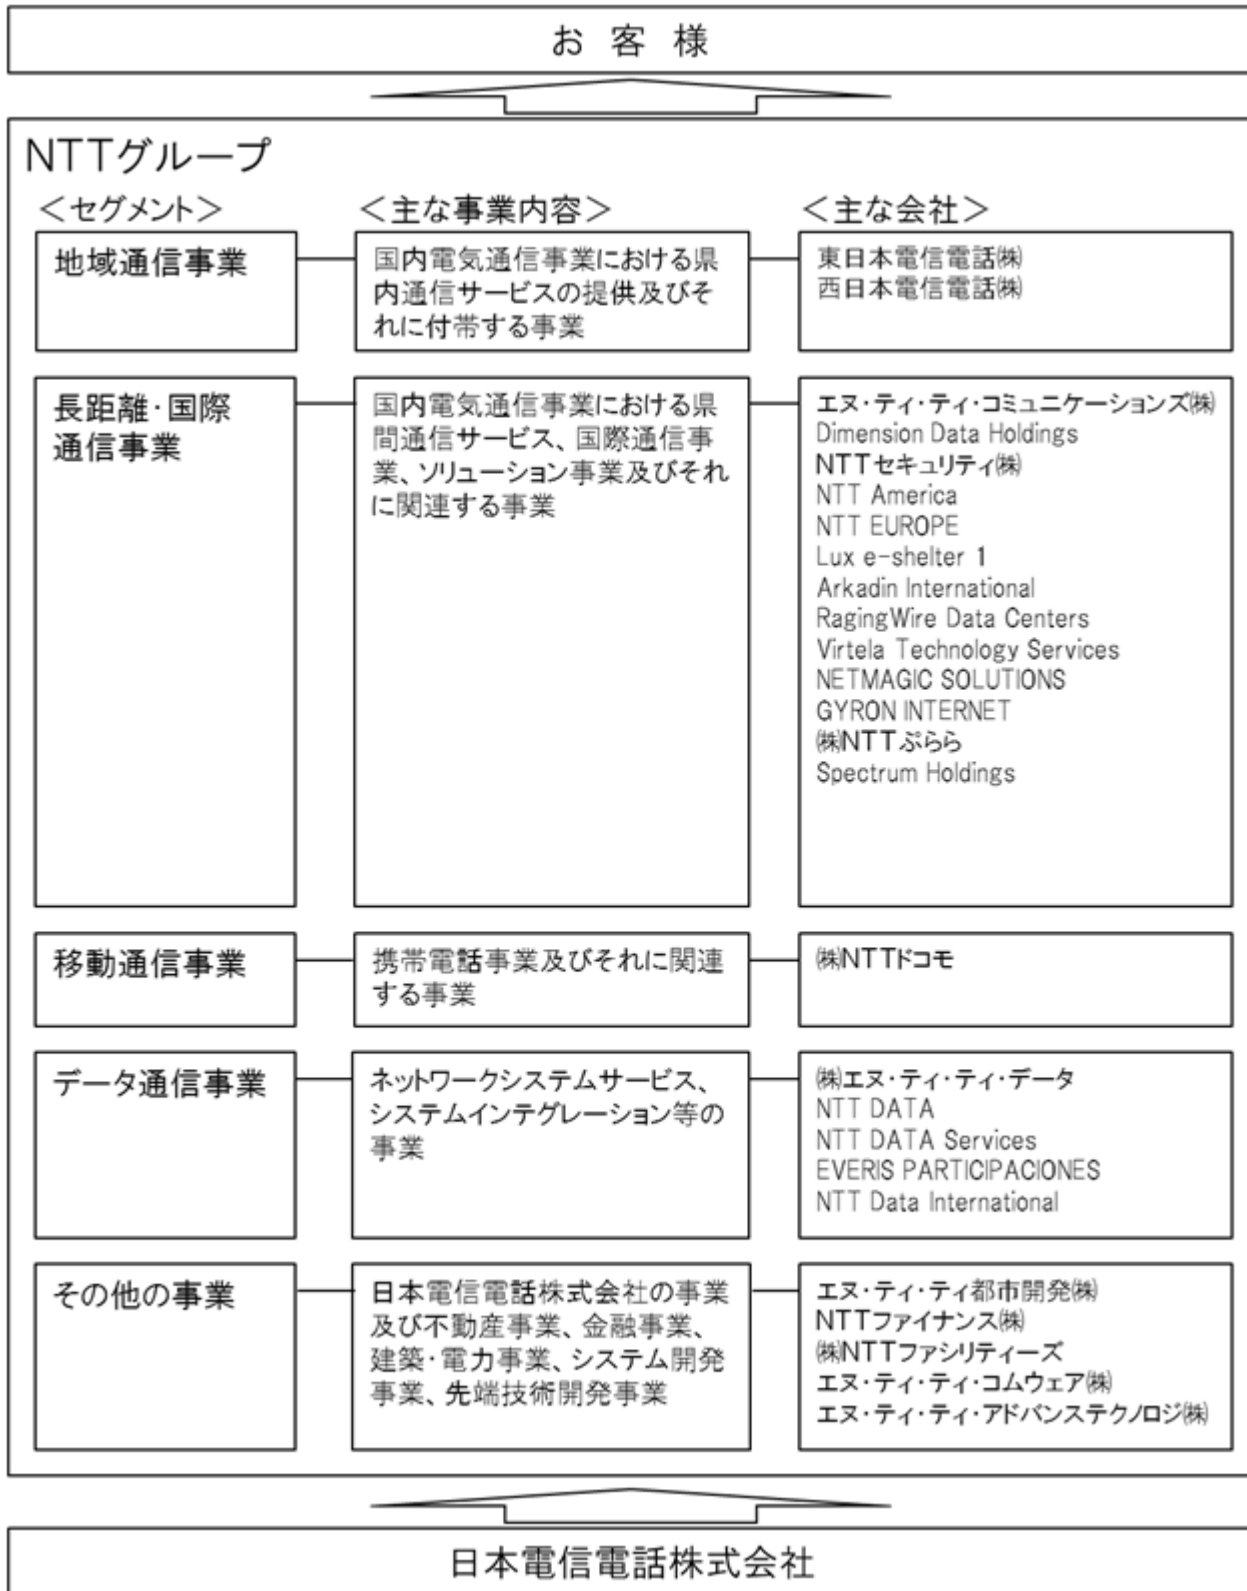 お 客 様
NTTグループ
＜セグメント＞
＜主な事業内容＞
＜主な会社＞
地域通信事業
国内電気通信事業における県
内通信サービスの提供及びそ
れに付帯する事業
東日本電信電話㈱
西日本電信電話㈱
長距離・国際
通信事業
国内電気通信事業における県
間通信サービス、国際通信事
業、ソリューション事業及びそれ
に関連する事業
エヌ・ティ・ティ・コミュニケーションズ㈱
Dimension Data Holdings
NTTセキュリティ㈱
NTT America
NTT EUROPE
Lux e-shelter 1
Arkadin International
RagingWire Data Centers
Virtela Technology Services
NETMAGIC SOLUTIONS
GYRON INTERNET
㈱NTTぷらら
Spectrum Holdings
移動通信事業
携帯電話事業及びそれに関連
する事業
㈱NTTドコモ
データ通信事業
ネットワークシステムサービス、
システムインテグレーション等の
事業
㈱エヌ・ティ・ティ・データ
NTT DATA
NTT DATA Services
EVERIS PARTICIPACIONES
NTT Data International
その他の事業
日本電信電話株式会社の事業
及び不動産事業、金融事業、
建築・電力事業、システム開発
事業、先端技術開発事業
エヌ・ティ・ティ都市開発㈱
NTTファイナンス㈱
㈱NTTファシリティーズ
エヌ・ティ・ティ・コムウェア㈱
エヌ・ティ・ティ・アドバンステクノロジ㈱
日本電信電話株式会社